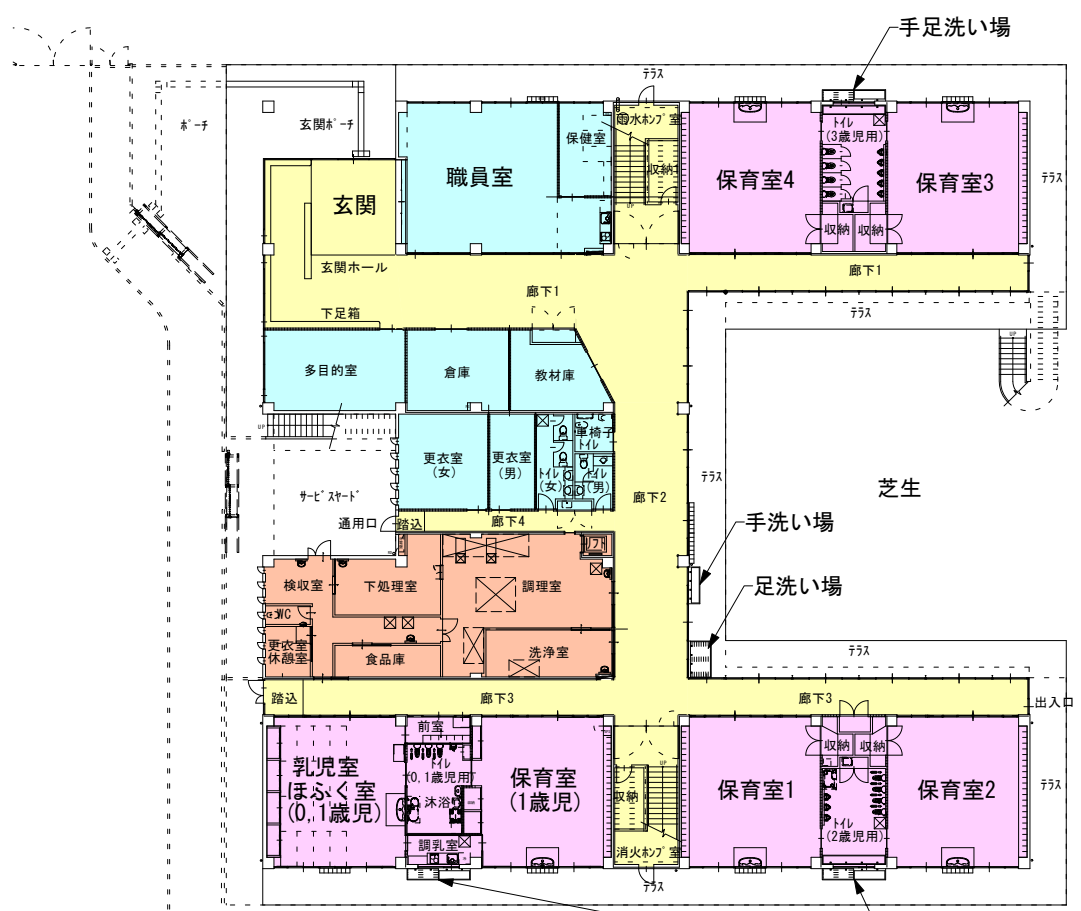 手足洗い場
テラス
ポーチ
玄関ポーチ
雨水ポンプ室
トイレ
(3歳児用)
保健室
職員室
収納1
保育室4
保育室3
テラス
玄関
UP
収納
収納
玄関ホール
廊下1
廊下1
下足箱
テラス
UP
多目的室
倉庫
教材庫
UP
車椅子
トイレ
更衣室
(女)
更衣室
(男)
トイレ
(女)
トイレ
(男)
テラス
芝生
廊下2
サービスヤード
通用口
踏込
廊下4
手洗い場
リフト
検収室
下処理室
調理室
足洗い場
WC
更衣室
休憩室
食品庫
洗浄室
テラス
踏込
廊下3
廊下3
出入口
前室
収納
収納
トイレ
(0,1歳児用)
乳児室
ほふく室
(0,1歳児)
沐浴
保育室
(1歳児)
収納
保育室1
保育室2
テラス
トイレ
(2歳児用)
UP
調乳室
消火ポンプ室
テラス